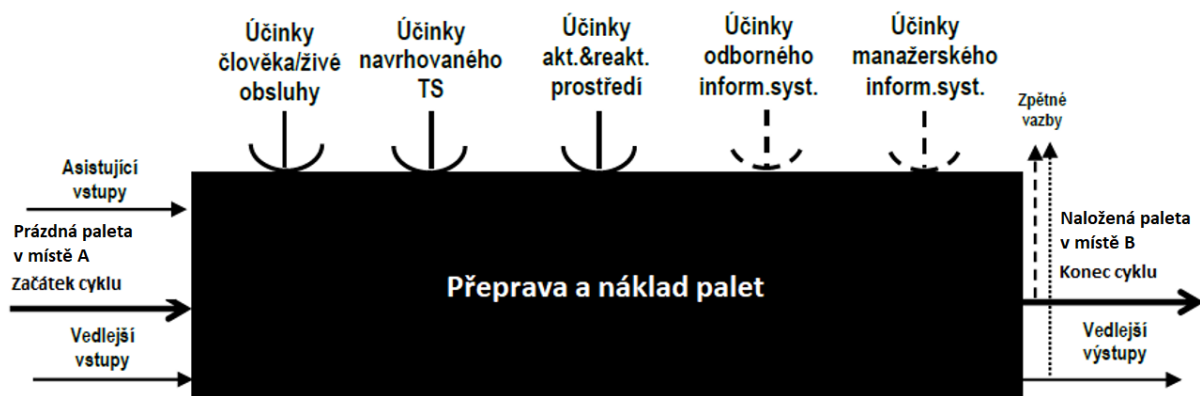 Účinky
člověka/živé
obsluhy
Účinky
navrhovaného
TS
Účinky
akt.&reakt.
prostředí
Účinky
odborného
inform.syst.
Účinky
manažerského
inform.syst.
Zpětné
vazby
Asistující
vstupy
Prázdná paleta
v místě A
Začátek cyklu
Vedlejší
vstupy
Přeprava a náklad palet
Naložená paleta
v místě B
Konec cyklu
Vedlejší
výstupy